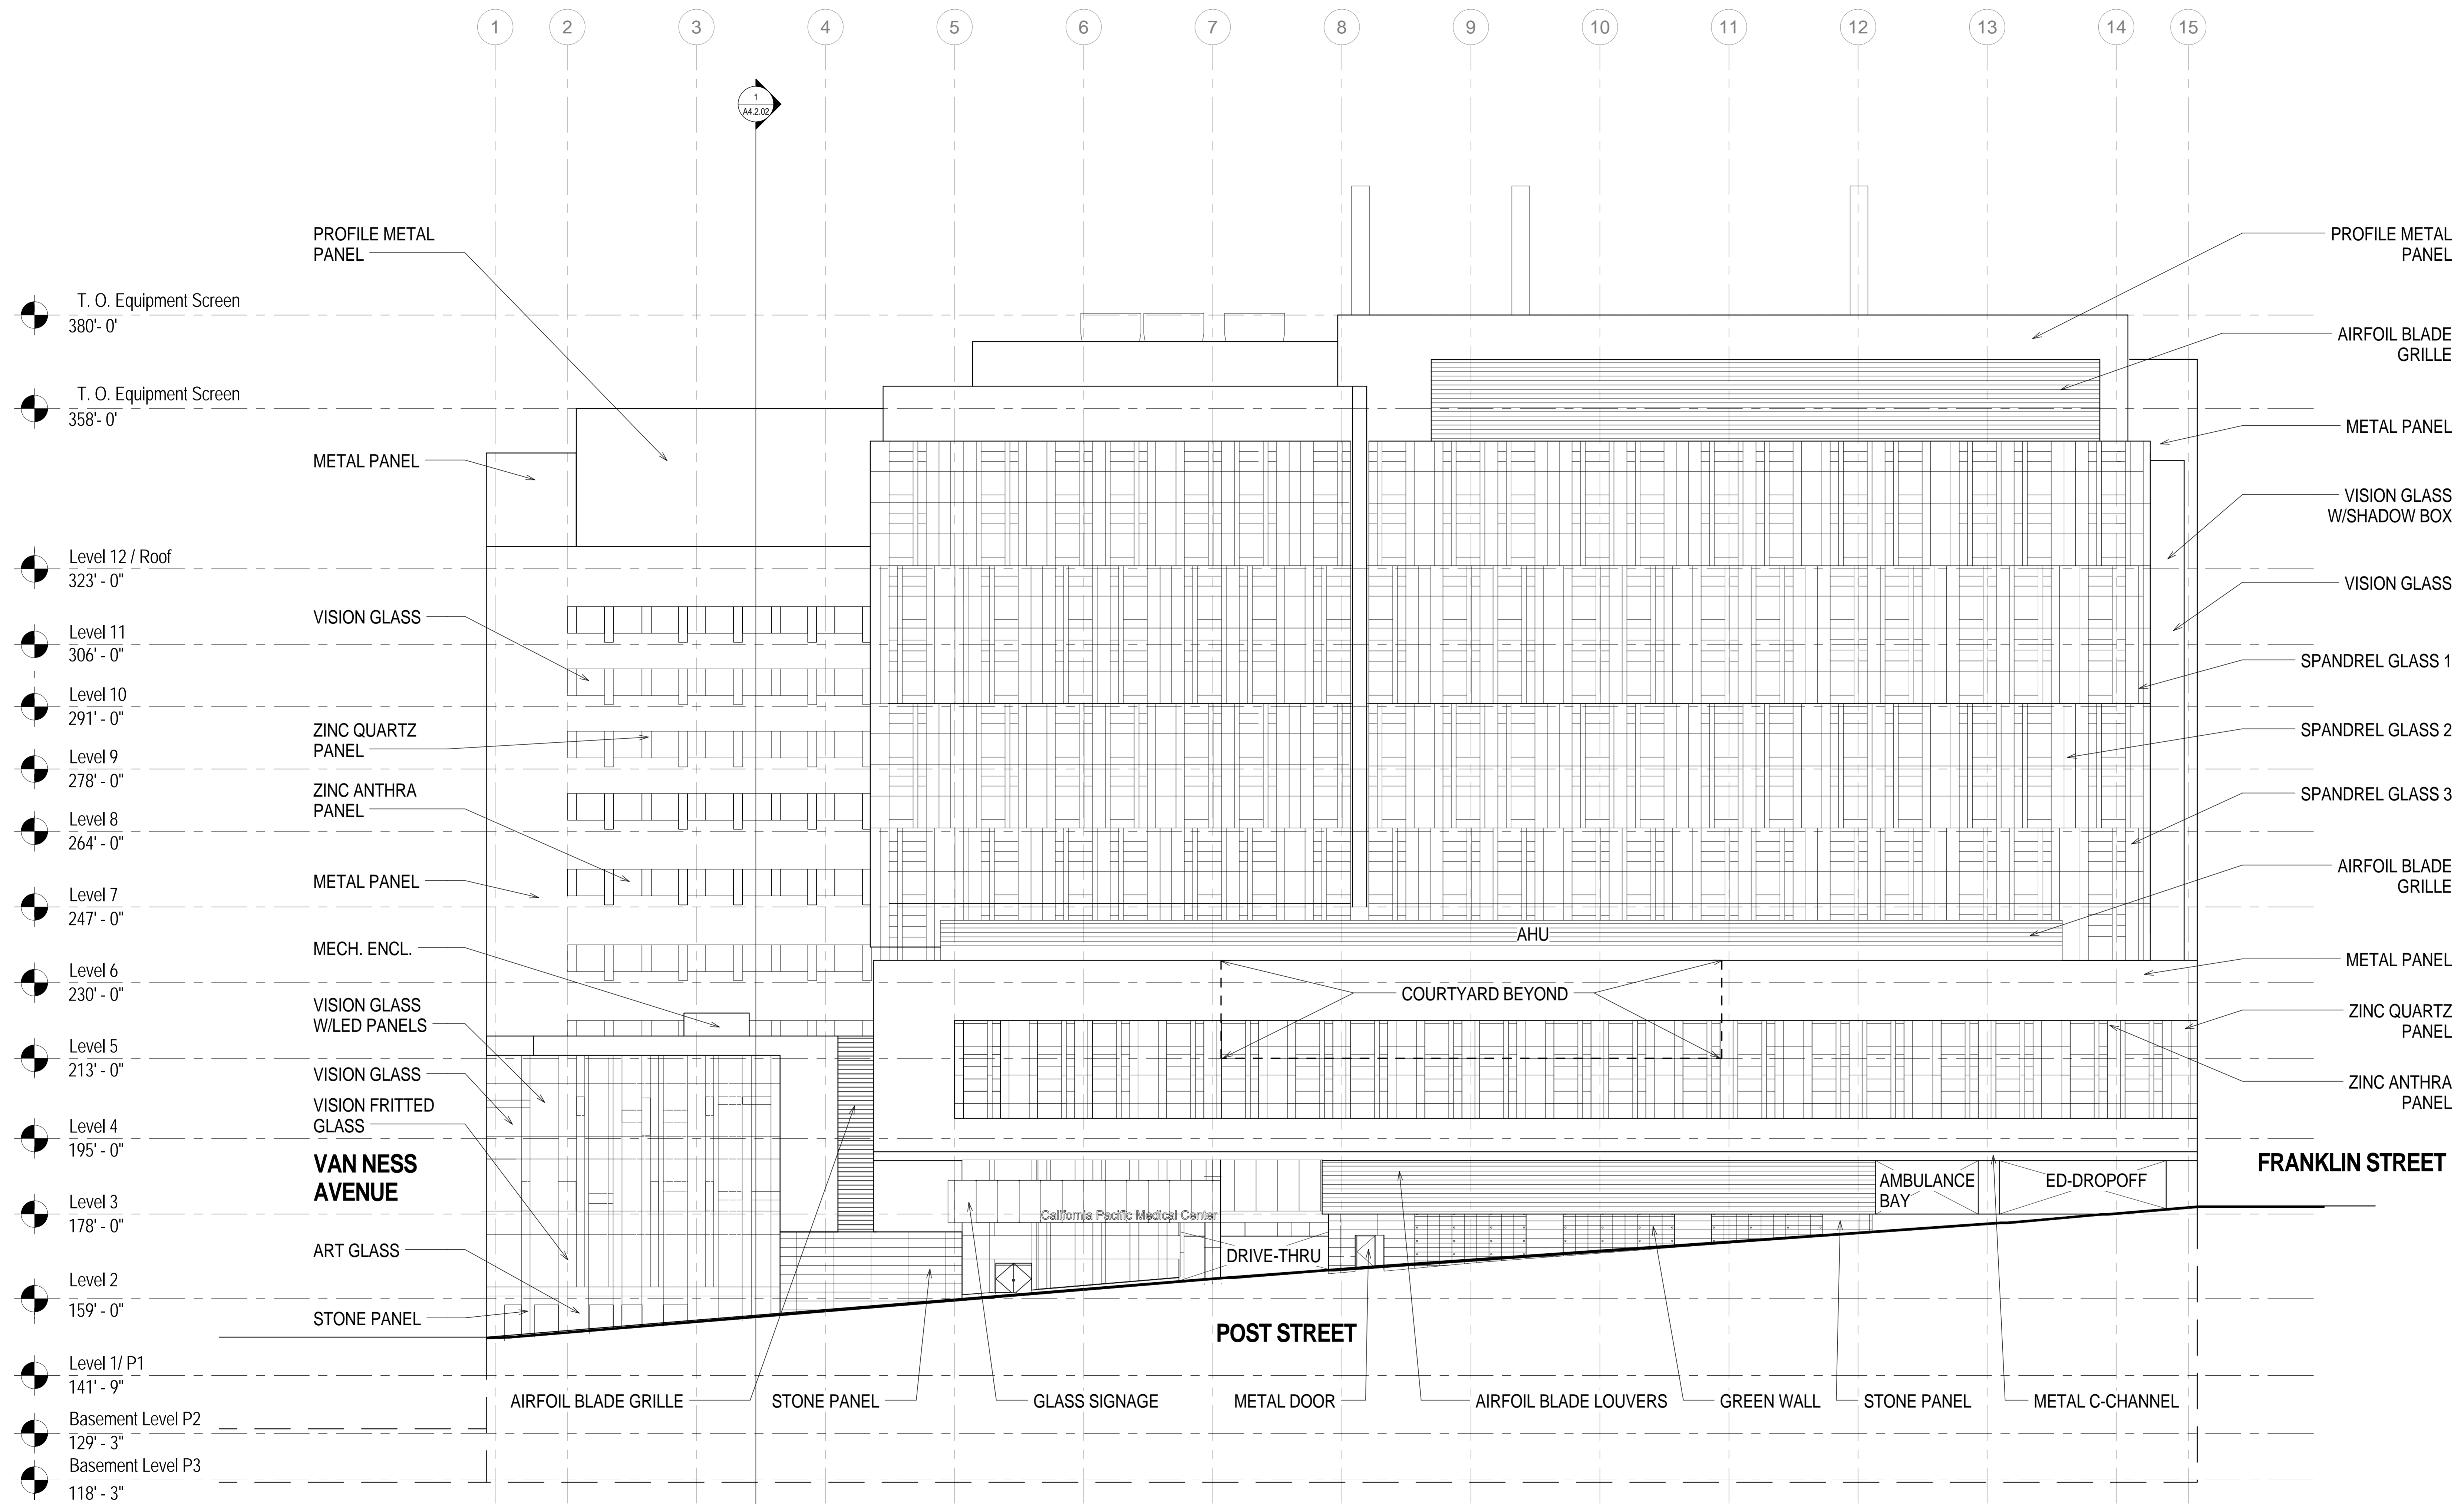 1 2 3 4 5 6 7 8 9 10 11 12 13 14 15
1
A4.2.02
T. O. Equipment Screen
380'- 0'
T. O. Equipment Screen
358'- 0'
Level 12 / Roof
323' - 0"
Level 11
306' - 0"
Level 10
291' - 0"
Level 9
278' - 0"
Level 8
264' - 0"
Level 7
247' - 0"
Level 6
230' - 0"
Level 5
213' - 0"
Level 4
195' - 0"
Level 3
178' - 0"
Level 2
159' - 0"
Level 1/ P1
141' - 9"
Basement Level P2
129' - 3"
Basement Level P3
118' - 3"
PROFILE METAL
PANEL
METAL PANEL
VISION GLASS
ZINC QUARTZ
PANEL
ZINC ANTHRA
PANEL
METAL PANEL
MECH. ENCL.
VISION GLASS
W/LED PANELS
VISION GLASS
VISION FRITTED
GLASS
VAN NESS
AVENUE
ART GLASS
STONE PANEL
AHU
COURTYARD BEYOND
California Pacific Medical Center
DRIVE-THRU
AMBULANCE
BAY
ED-DROPOFF
POST STREET
AIRFOIL BLADE GRILLE
STONE PANEL
GLASS SIGNAGE
METAL DOOR
AIRFOIL BLADE LOUVERS
GREEN WALL
STONE PANEL
METAL C-CHANNEL
PROFILE METAL
PANEL
AIRFOIL BLADE
GRILLE
METAL PANEL
VISION GLASS
W/SHADOW BOX
VISION GLASS
SPANDREL GLASS 1
SPANDREL GLASS 2
SPANDREL GLASS 3
AIRFOIL BLADE
GRILLE
METAL PANEL
ZINC QUARTZ
PANEL
ZINC ANTHRA
PANEL
FRANKLIN STREET